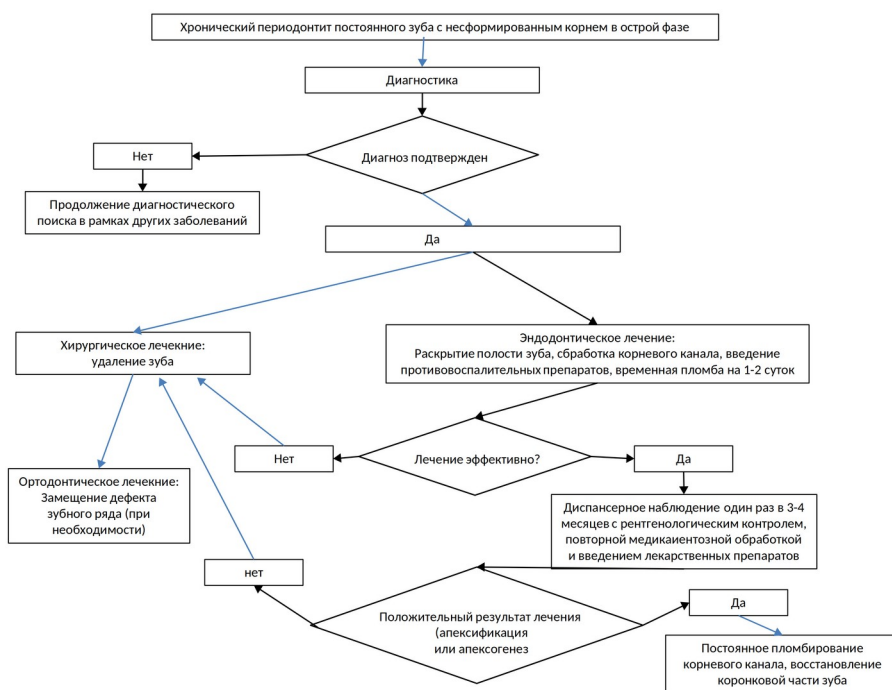 Хронический периодонтит постоянного зуба с несформированным корнем в острой фазе
Диагностика
Нет
Диагноз подтвержден
Продолжение диагностического
поиска в рамках других заболеваний
Да
Хирургическое лечекние:
удаление зуба
Эндодонтическое лечение:
Раскрытие полости зуба, сбработка корневого канала, введение
противовоспалительных препаратов, временная пломба на 1-2 суток
Нет
Лечение эффективно?
Да
Ортодонтическое лечекние:
Замещение дефекта
зубного ряда (при
необходимости)
Диспансерное наблюдение один раз в 3-4
месяцев с рентгенологическим контролем,
повторной медикаиентозной обработкой
и введением лекарственных препаратов
нет
Положительный результат лечения
(апексификация
или апексогенез
Да
Постоянное пломбирование
корневого канала, восстановление
коронковой части зуба